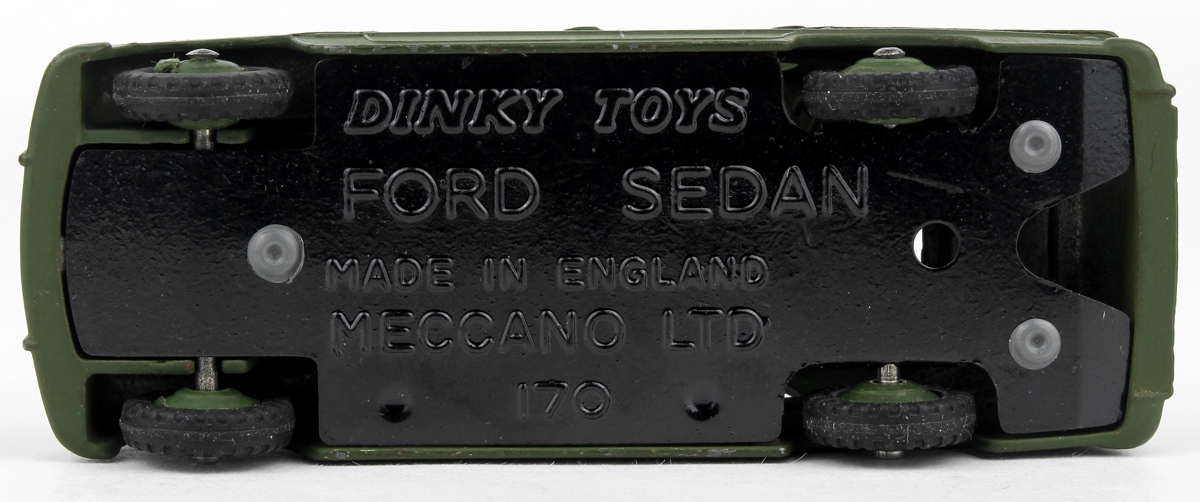 DINKY TOYS
FORD SEDAN
MADE IN ENGLAND
MECCANO LTD
170